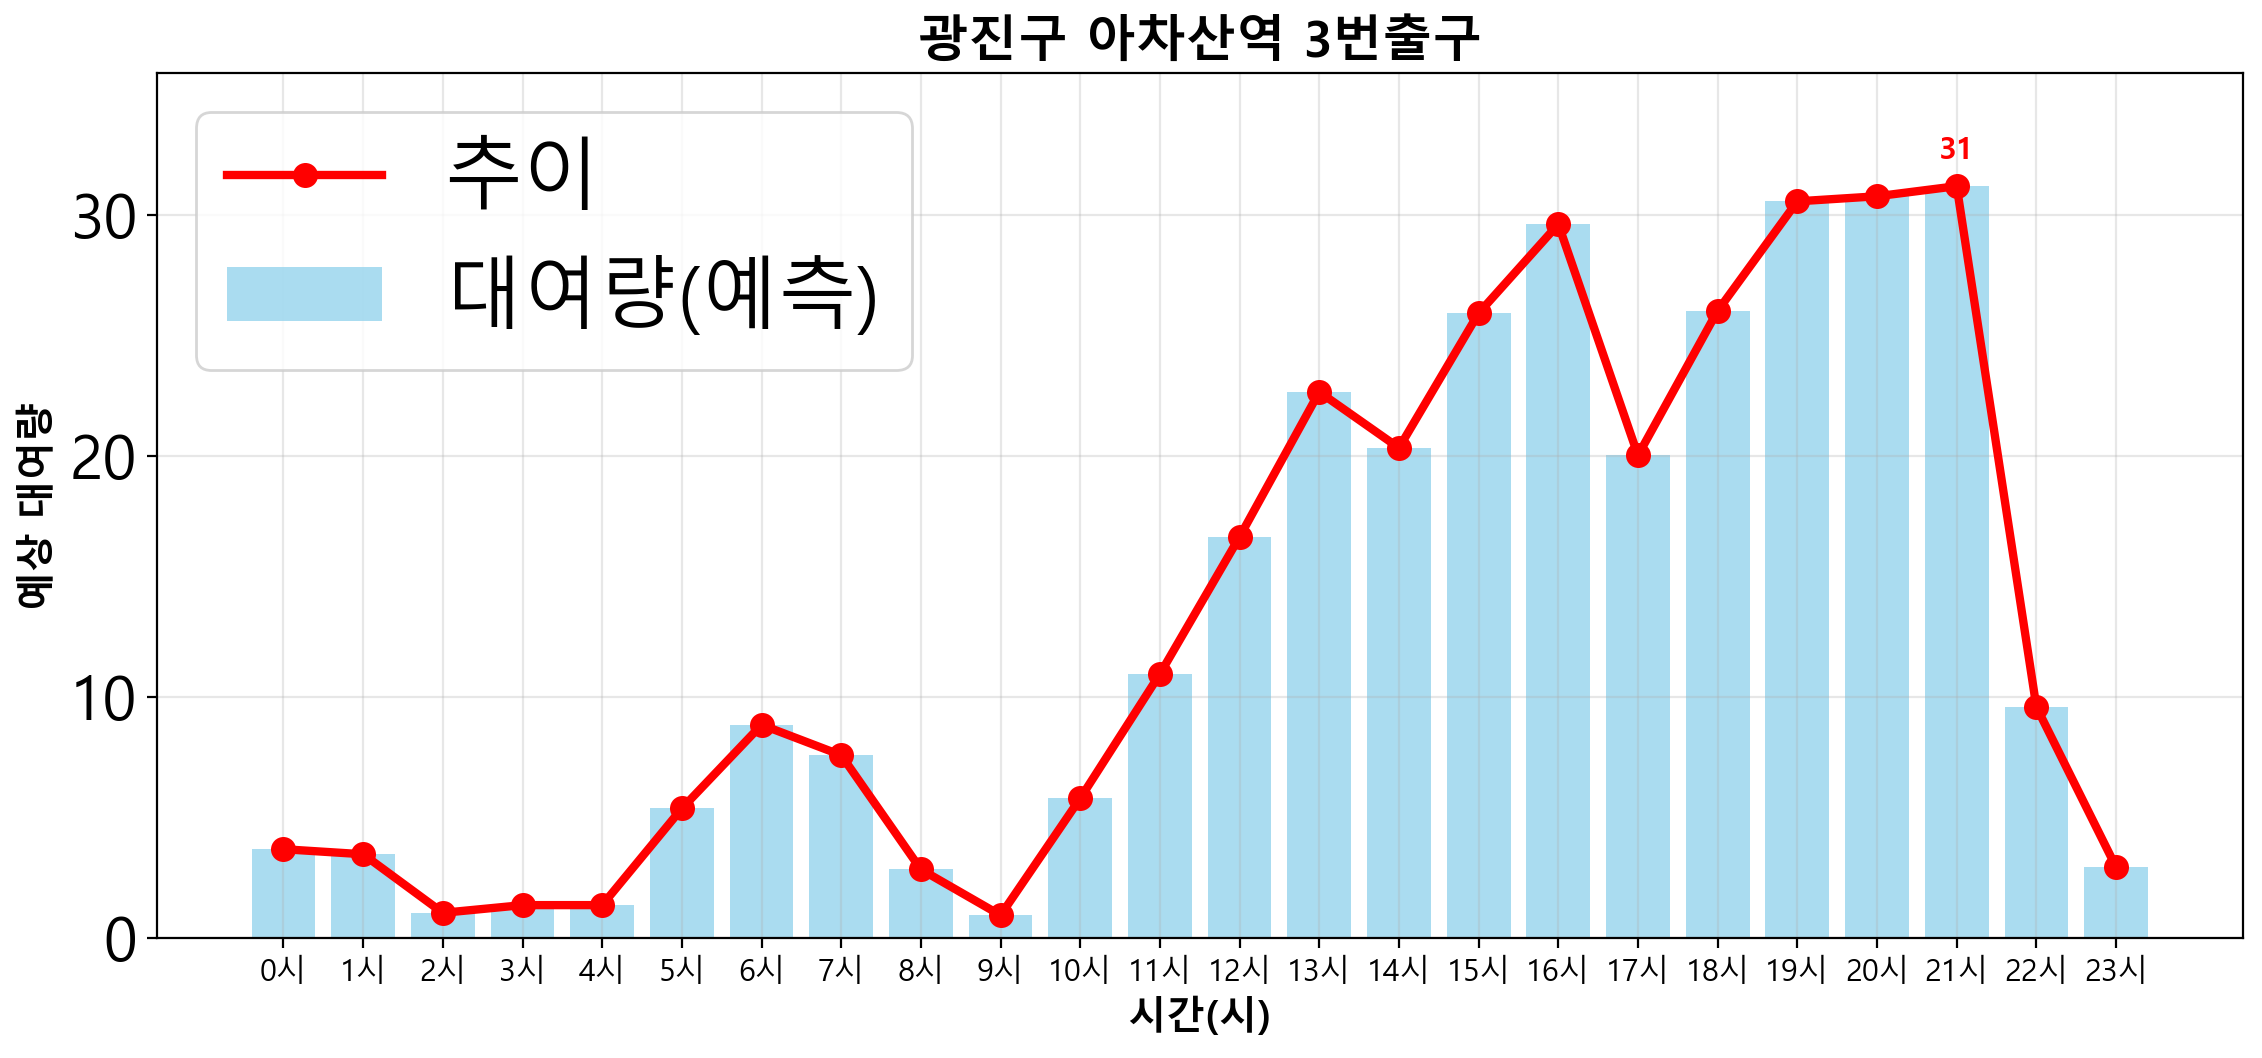 광진구 아차산역 3번출구
추이
대여량(예측)
31
예상 대여량
30
20
10
0
0시 1시 2시 3시 4시 5시 6시 7시 8시 9시 10시 11시 12시 13시 14시 15시 16시 17시 18시 19시 20시 21시 22시 23시
시간(시)